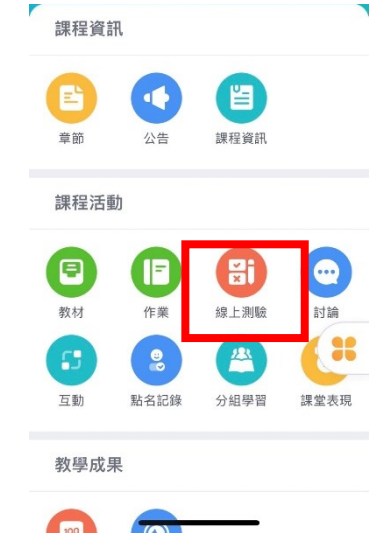 課程資訊
章節
公告
課程資訊
課程活動
教材
作業
線上測驗
討論
互動
點名記錄
分組學習
課堂表現
教學成果
100